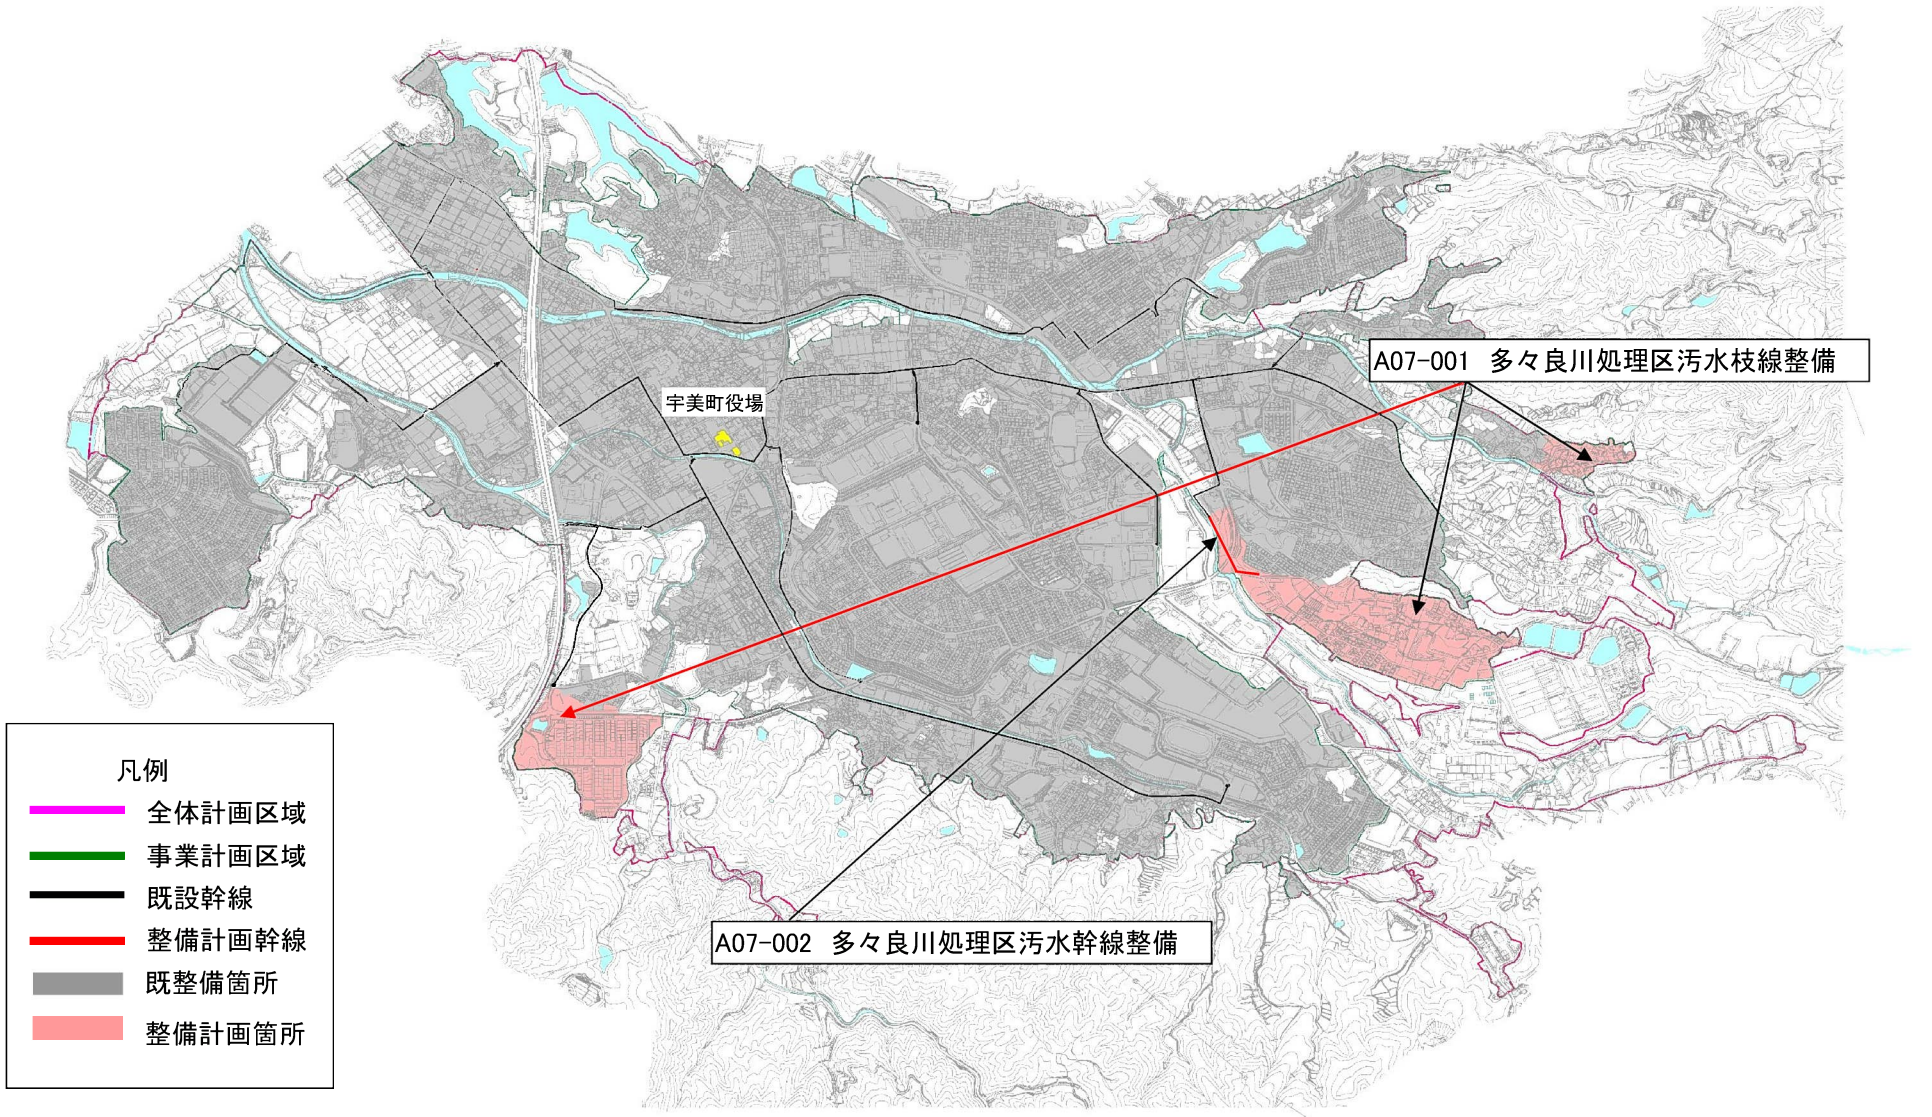 A07-001 多々良川処理区汚水枝線整備
宇美町役場
A07-002 多々良川処理区汚水幹線整備
凡例
全体計画区域
事業計画区域
既設幹線
整備計画幹線
既整備箇所
整備計画箇所